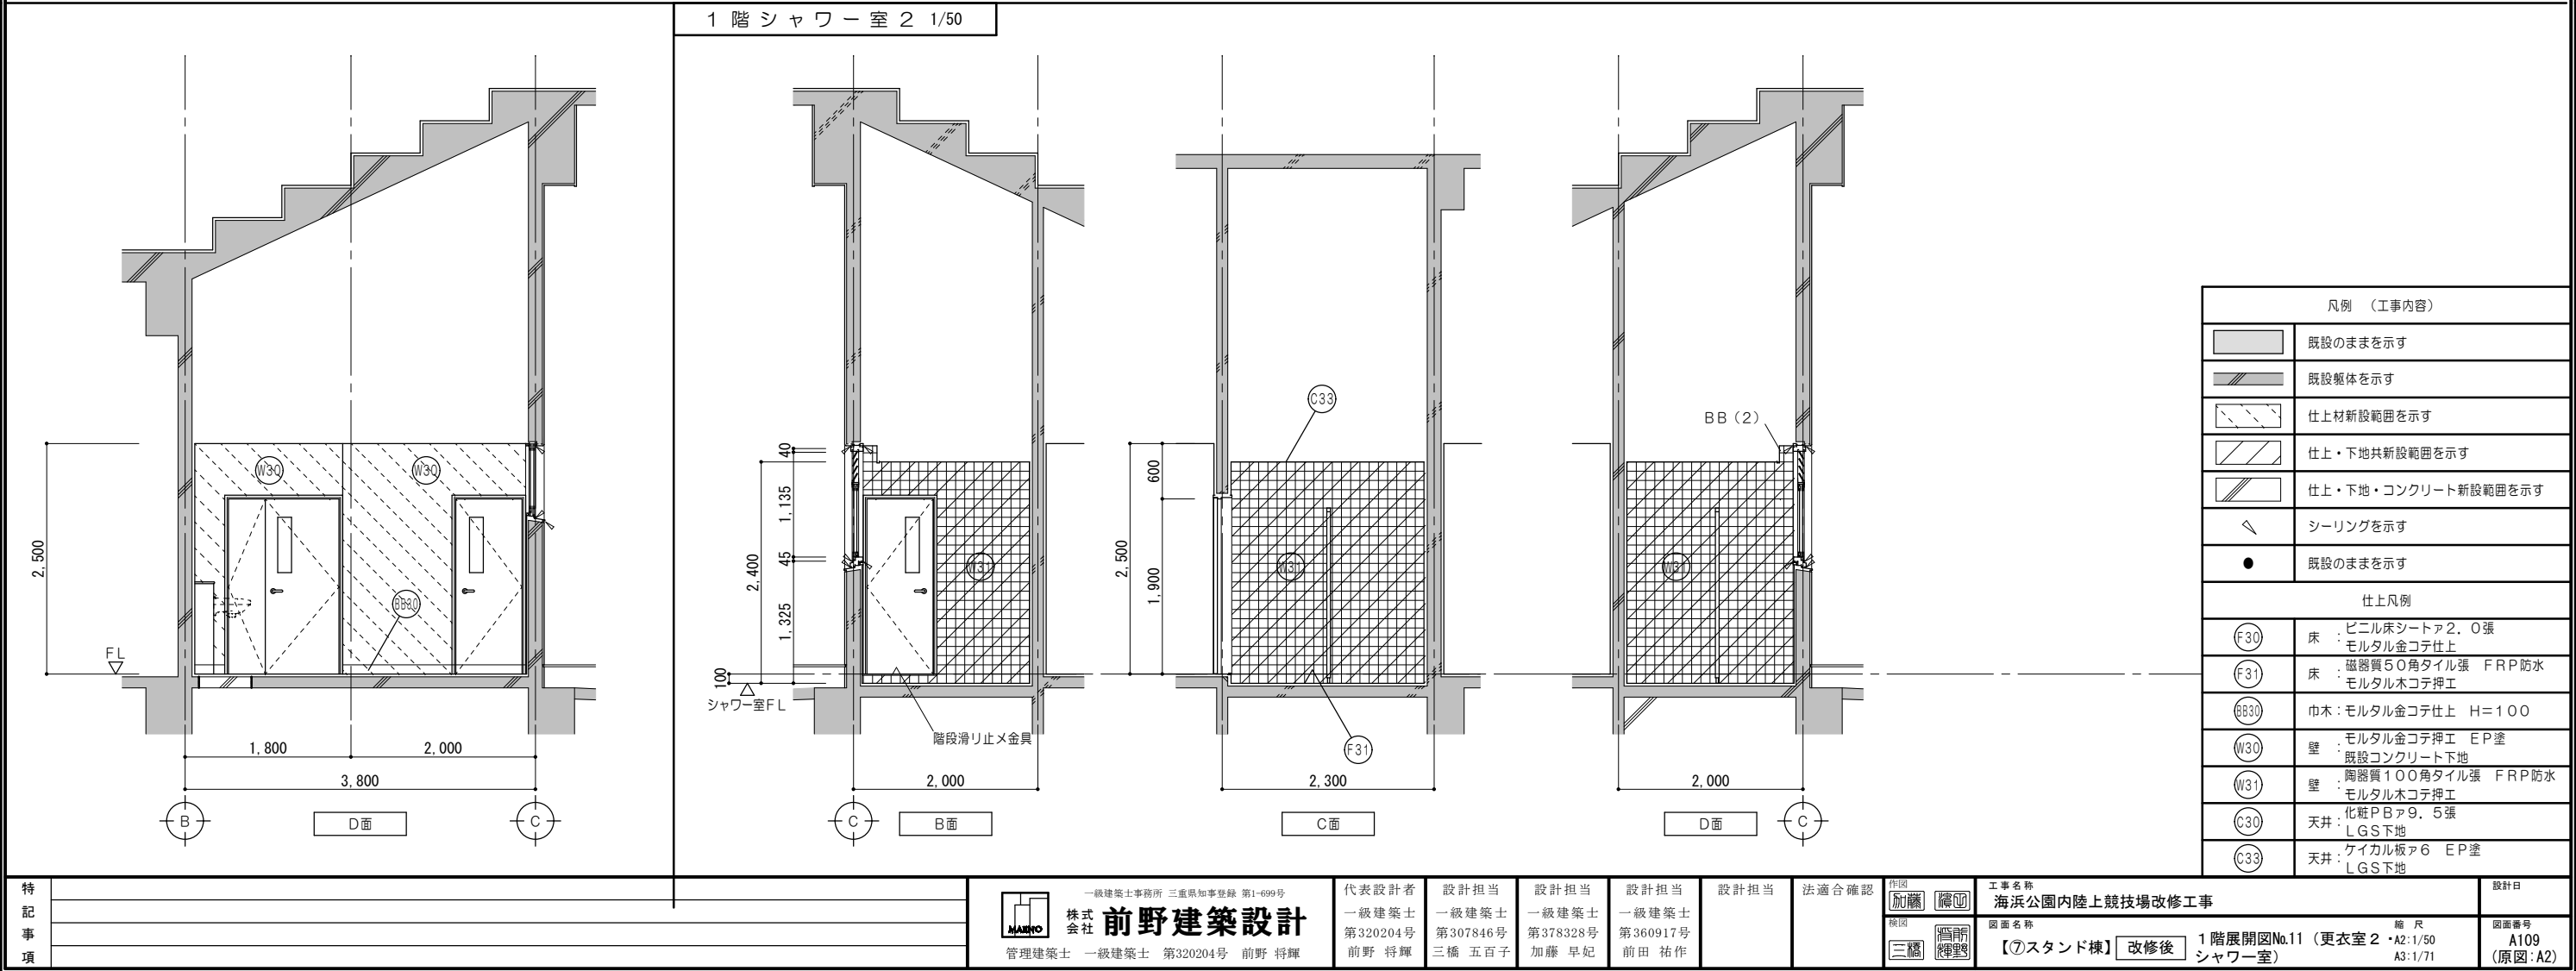 1階シャワー室2 1/50
2,500
FL
W30
W30
BB30
1,800
2,000
3,800
B
D面
C
40
1,135
45
1,325
2,400
100
シャワー室FL
W31
階段滑り止メ金具
2,000
C
B面
C33
600
1,900
2,500
W31
F31
2,300
C面
BB(2)
W31
2,000
D面
C
凡例 (工事内容)
既設のままを示す
既設躯体を示す
仕上材新設範囲を示す
仕上・下地共新設範囲を示す
仕上・下地・コンクリート新設範囲を示す
シーリングを示す
既設のままを示す
仕上凡例
F30 床:ビニル床シートァ2.0張
モルタル金コテ仕上
F31 床:磁器質50角タイル張 FRP防水
モルタル木コテ押エ
BB30 巾木:モルタル金コテ仕上 H=100
W30 壁:モルタル金コテ押エ EP塗
既設コンクリート下地
W31 壁:陶器質100角タイル張 FRP防水
モルタル木コテ押エ
C30 天井:化粧PBァ9.5張
LGS下地
C33 天井:ケイカル板ァ6 EP塗
LGS下地
特記事項
一級建築士事務所 三重県知事登録 第1-699号
MAENO
株式会社 前野建築設計
管理建築士 一級建築士 第320204号 前野 将輝
代表設計者
一級建築士
第320204号
前野 将輝
設計担当
一級建築士
第307846号
三橋 五百子
設計担当
一級建築士
第378328号
加藤 早妃
設計担当
一級建築士
第360917号
前田 祐作
設計担当
法適合確認
作図
加藤
検図
三橋
工事名称
海浜公園内陸上競技場改修工事
図面名称
【⑦スタンド棟】 改修後 1階展開図№11(更衣室2・シャワー室)
縮尺
A2:1/50
A3:1/71
設計日
図面番号
A109
(原図:A2)